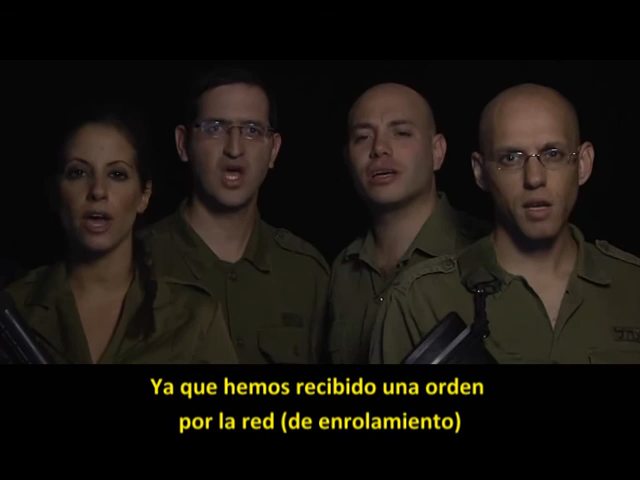 Ya que hemos recibido una orden
por la red (de enrolamiento)